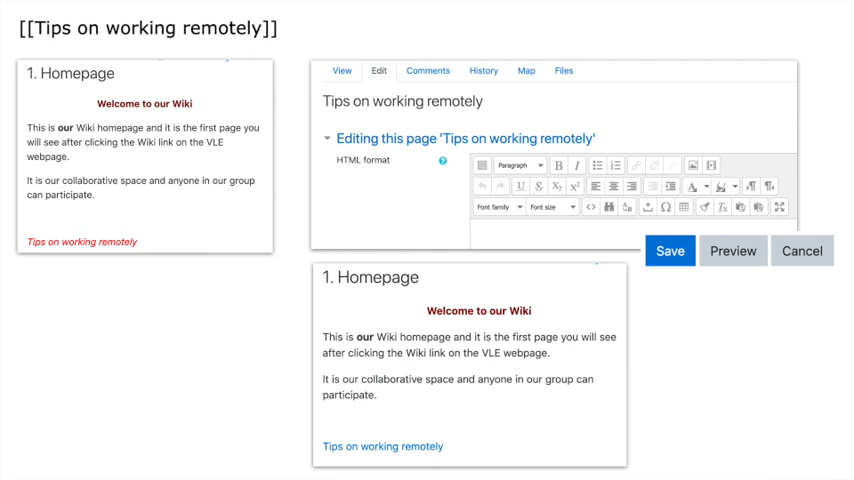 [[Tips on working remotely]]
1. Homepage
Welcome to our Wiki
This is our Wiki homepage and it is the first page you
will see after clicking the Wiki link on the VLE
webpage.
It is our collaborative space and anyone in our group
can participate.
Tips on working remotely
View Edit Comments History Map Files
Tips on working remotely
Editing this page 'Tips on working remotely'
HTML format
Paragraph
Font family Font size
Save Preview Cancel
1. Homepage
Welcome to our Wiki
This is our Wiki homepage and it is the first page you will see
after clicking the Wiki link on the VLE webpage.
It is our collaborative space and anyone in our group can
participate.
Tips on working remotely